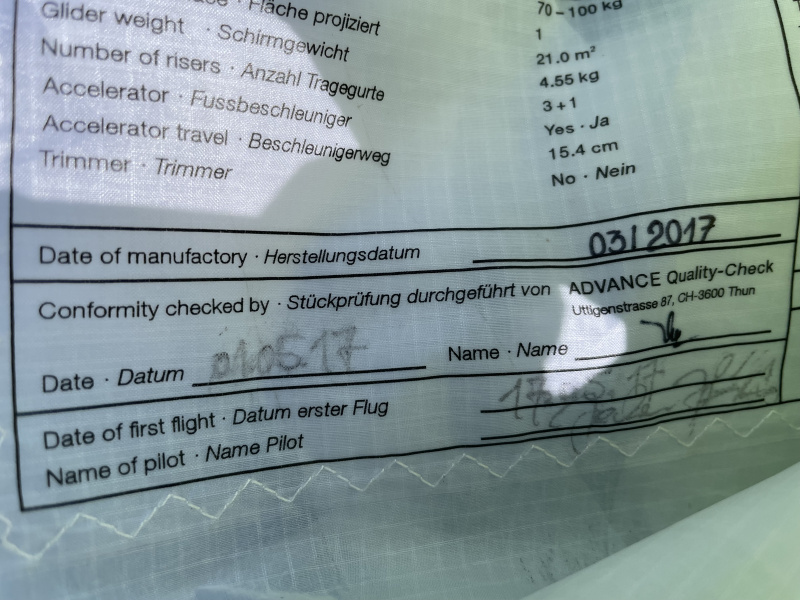 70 – 100 kg
1
Fläche projiziert 21.0 m²
Glider weight · Schirmgewicht 4.55 kg
Number of risers · Anzahl Tragegurte 3 + 1
Accelerator · Fussbeschleuniger Yes · Ja
Accelerator travel · Beschleunigerweg 15.4 cm
Trimmer · Trimmer No · Nein
Date of manufactory · Herstellungsdatum 03/2017
Conformity checked by · Stückprüfung durchgeführt von ADVANCE Quality-Check
Uttigenstrasse 87, CH-3600 Thun
Date · Datum 05.17 Name · Name
Date of first flight · Datum erster Flug
Name of pilot · Name Pilot